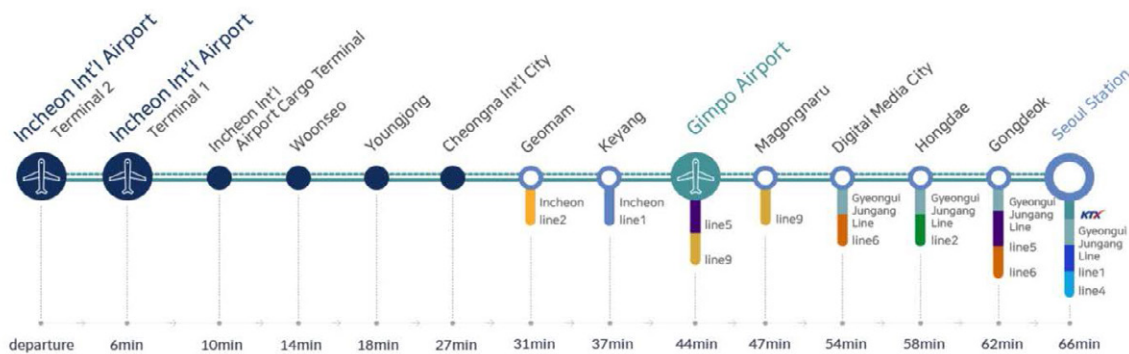 Incheon Int'l Airport
Terminal 2
Incheon Int'l Airport
Terminal 1
Incheon Int'l
Airport Cargo Terminal
Woonseo
Youngjong
Cheongna Int'l City
Geomam
Keyang
Gimpo Airport
Magongnaru
Digital Media City
Hongdae
Gongdeok
Seoul Station
Incheon
line2
Incheon
line1
line5
line9
line9
Gyeongui
Jungang
Line
line6
Gyeongui
Jungang
Line
line2
Gyeongui
Jungang
Line
line5
line6
KTX
Gyeongui
Jungang
Line
line1
line4
departure
6min
10min
14min
18min
27min
31min
37min
44min
47min
54min
58min
62min
66min